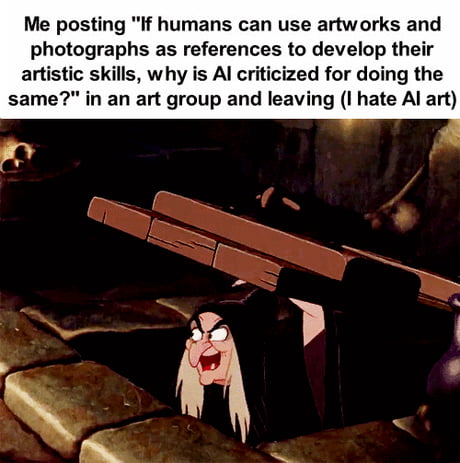 Me posting "If humans can use artworks and
photographs as references to develop their
artistic skills, why is AI criticized for doing the
same?" in an art group and leaving (I hate AI art)